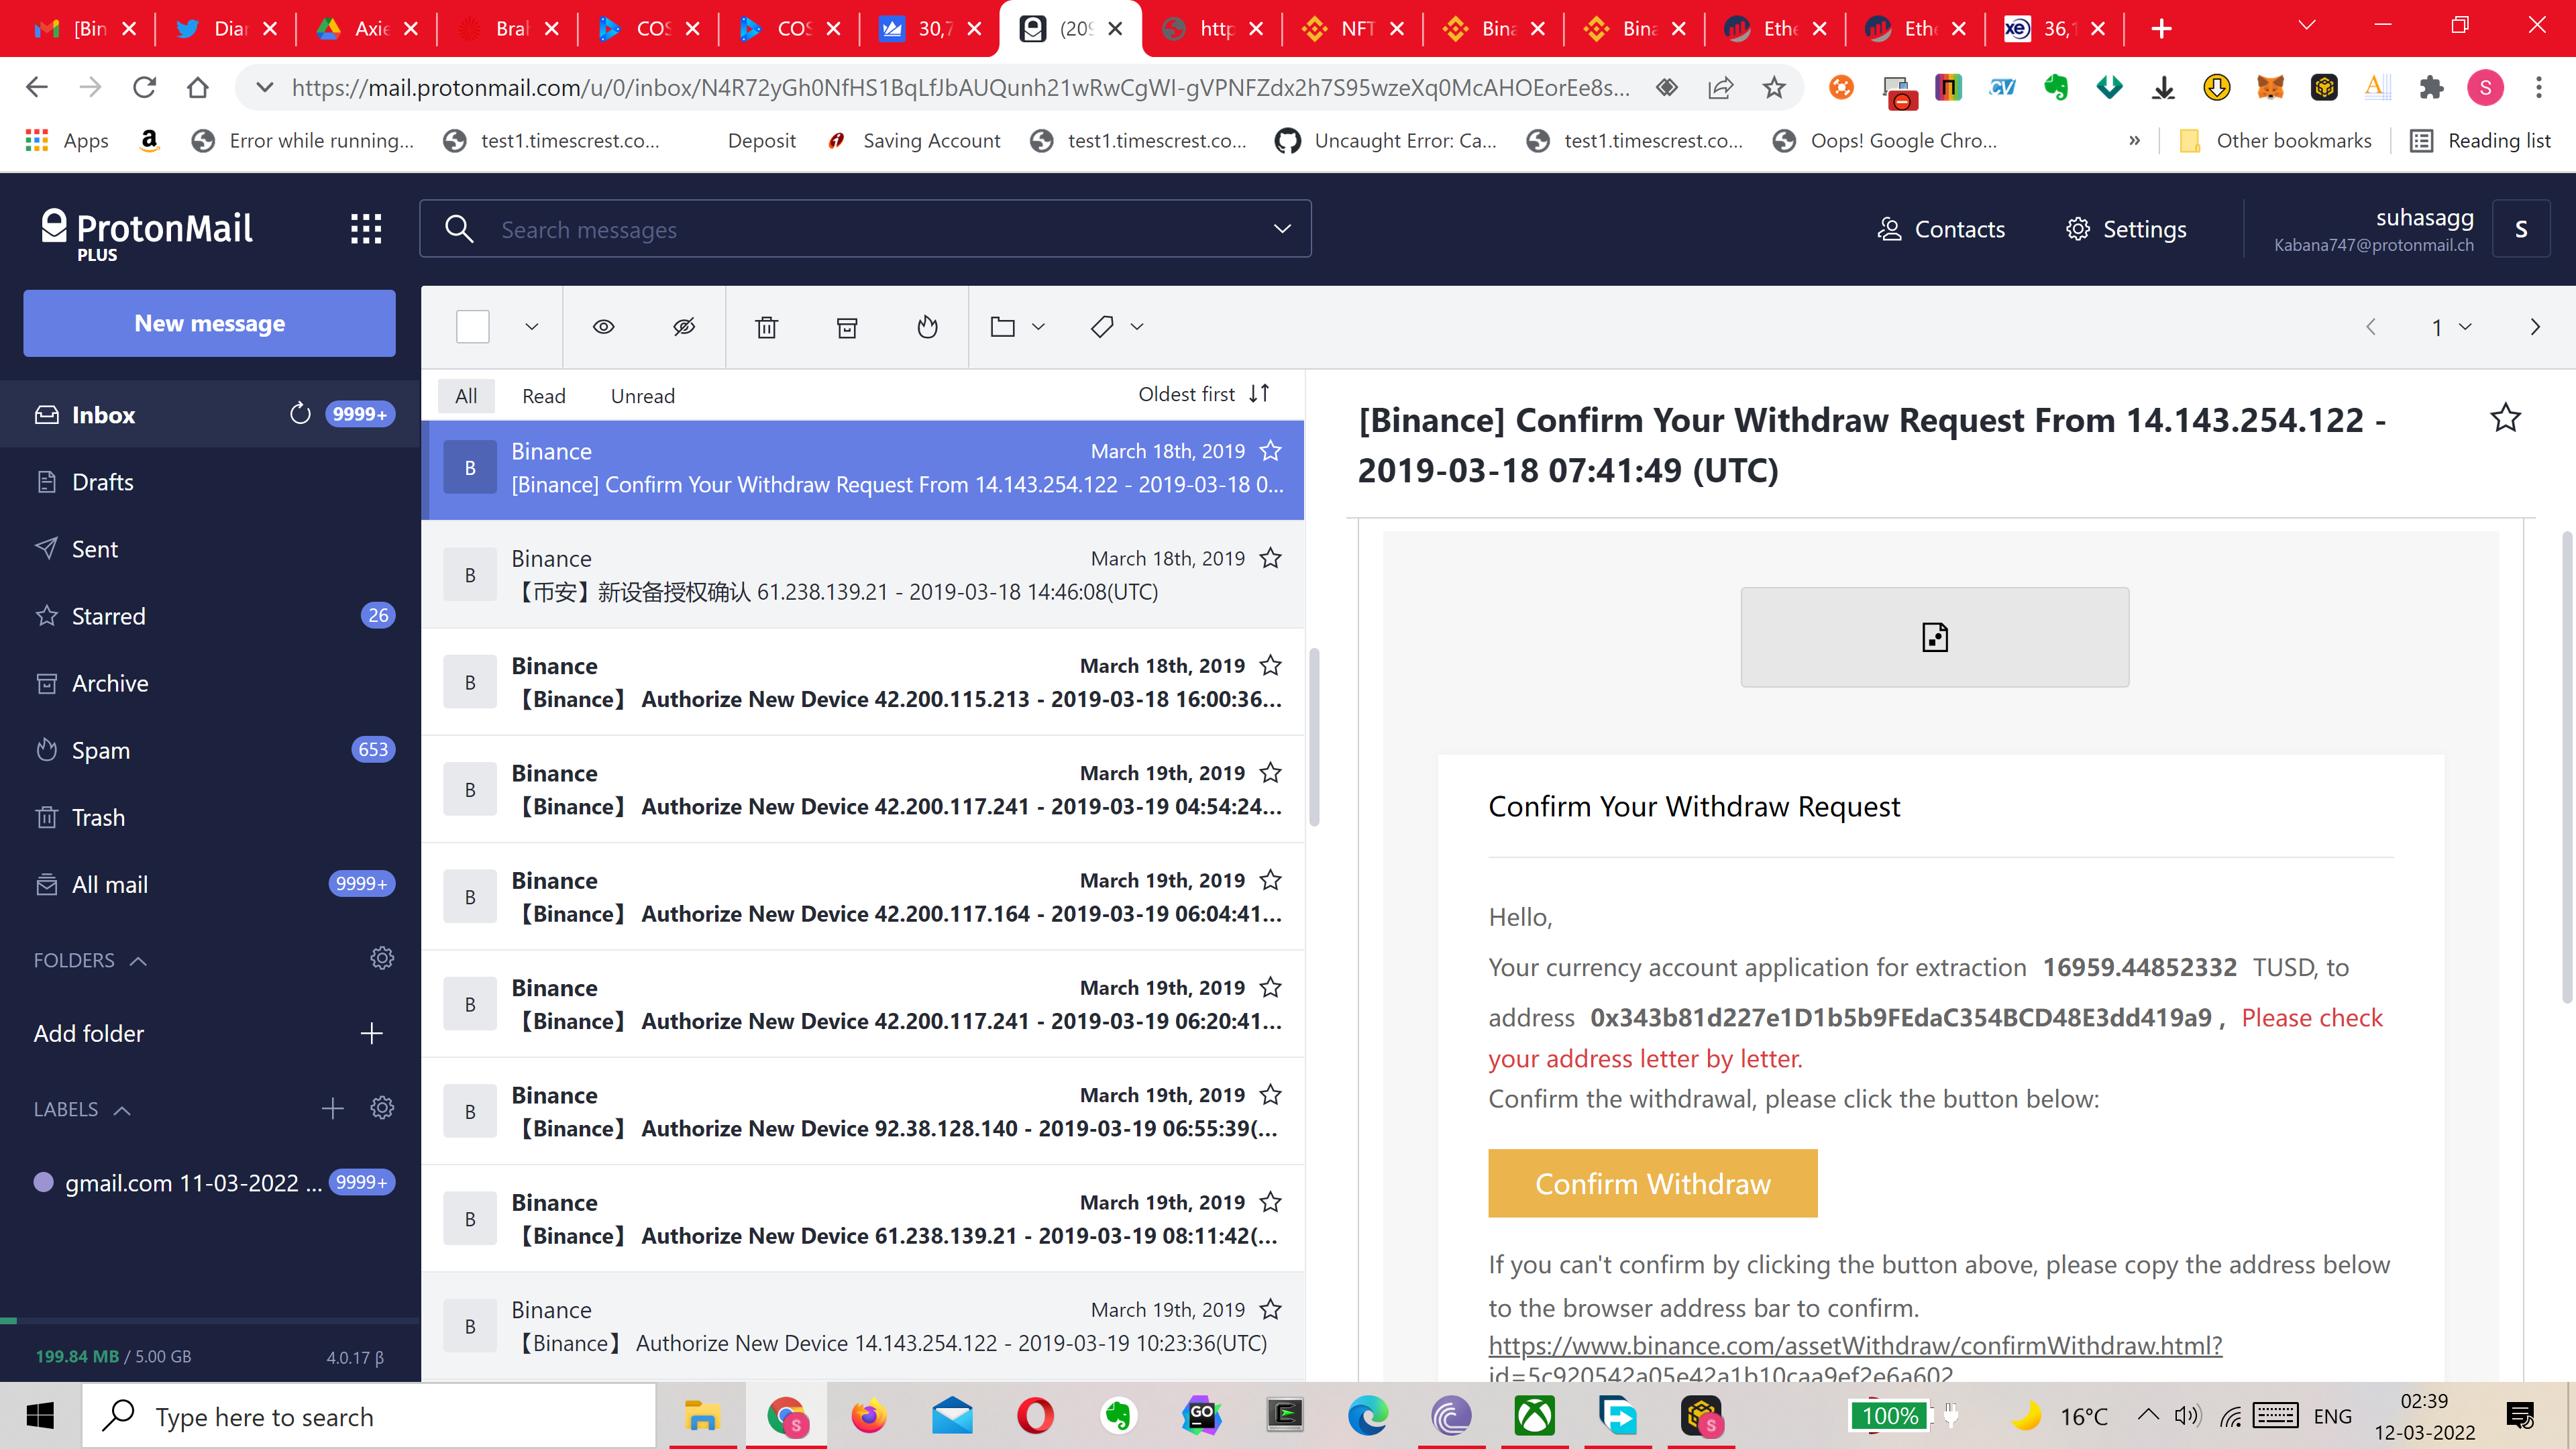 [Bin
Diar
Axie
Bral
COS
COS
30,7
(209
http
NFT
Bina
Bina
Ethe
Ethe
36,1
https://mail.protonmail.com/u/0/inbox/N4R72yGh0NfHS1BqLfJbAUQunh21wRwCgWI-gVPNFZdx2h7S95wzeXq0McAHOEorEe8s...
Apps
Error while running...
test1.timescrest.co...
Deposit
Saving Account
test1.timescrest.co...
Uncaught Error: Ca...
test1.timescrest.co...
Oops! Google Chro...
»
Other bookmarks
Reading list
ProtonMail
PLUS
Search messages
Contacts
Settings
suhasagg
Kabana747@protonmail.ch
S
New message
Inbox 9999+
Drafts
Sent
Starred 26
Archive
Spam 653
Trash
All mail 9999+
FOLDERS
Add folder
LABELS
gmail.com 11-03-2022 ... 9999+
199.84 MB / 5.00 GB 4.0.17 β
1
All Read Unread Oldest first
B Binance March 18th, 2019
[Binance] Confirm Your Withdraw Request From 14.143.254.122 - 2019-03-18 0...
B Binance March 18th, 2019
【币安】新设备授权确认 61.238.139.21 - 2019-03-18 14:46:08(UTC)
B Binance March 18th, 2019
【Binance】 Authorize New Device 42.200.115.213 - 2019-03-18 16:00:36...
B Binance March 19th, 2019
【Binance】 Authorize New Device 42.200.117.241 - 2019-03-19 04:54:24...
B Binance March 19th, 2019
【Binance】 Authorize New Device 42.200.117.164 - 2019-03-19 06:04:41...
B Binance March 19th, 2019
【Binance】 Authorize New Device 42.200.117.241 - 2019-03-19 06:20:41...
B Binance March 19th, 2019
【Binance】 Authorize New Device 92.38.128.140 - 2019-03-19 06:55:39(...
B Binance March 19th, 2019
【Binance】 Authorize New Device 61.238.139.21 - 2019-03-19 08:11:42(...
B Binance March 19th, 2019
【Binance】 Authorize New Device 14.143.254.122 - 2019-03-19 10:23:36(UTC)
[Binance] Confirm Your Withdraw Request From 14.143.254.122 -
2019-03-18 07:41:49 (UTC)
Confirm Your Withdraw Request
Hello,
Your currency account application for extraction 16959.44852332 TUSD, to
address 0x343b81d227e1D1b5b9FEdaC354BCD48E3dd419a9 , Please check
your address letter by letter.
Confirm the withdrawal, please click the button below:
Confirm Withdraw
If you can't confirm by clicking the button above, please copy the address below
to the browser address bar to confirm.
https://www.binance.com/assetWithdraw/confirmWithdraw.html?
id=5c920542a05e42a1b10caa9ef2e6a602
Type here to search
100%
16°C
ENG
02:39
12-03-2022